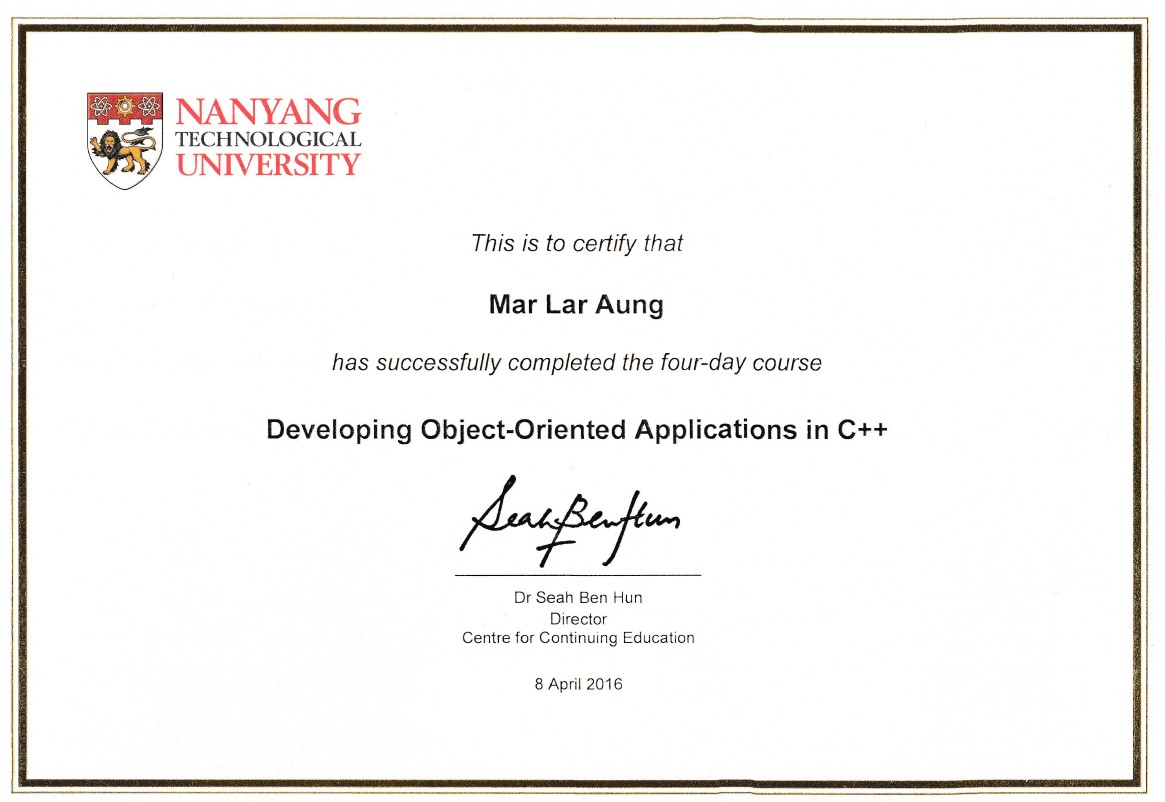 NANYANG
TECHNOLOGICAL
UNIVERSITY
This is to certify that
Mar Lar Aung
has successfully completed the four-day course
Developing Object-Oriented Applications in C++
Seah Ben Hun
Dr Seah Ben Hun
Director
Centre for Continuing Education
8 April 2016